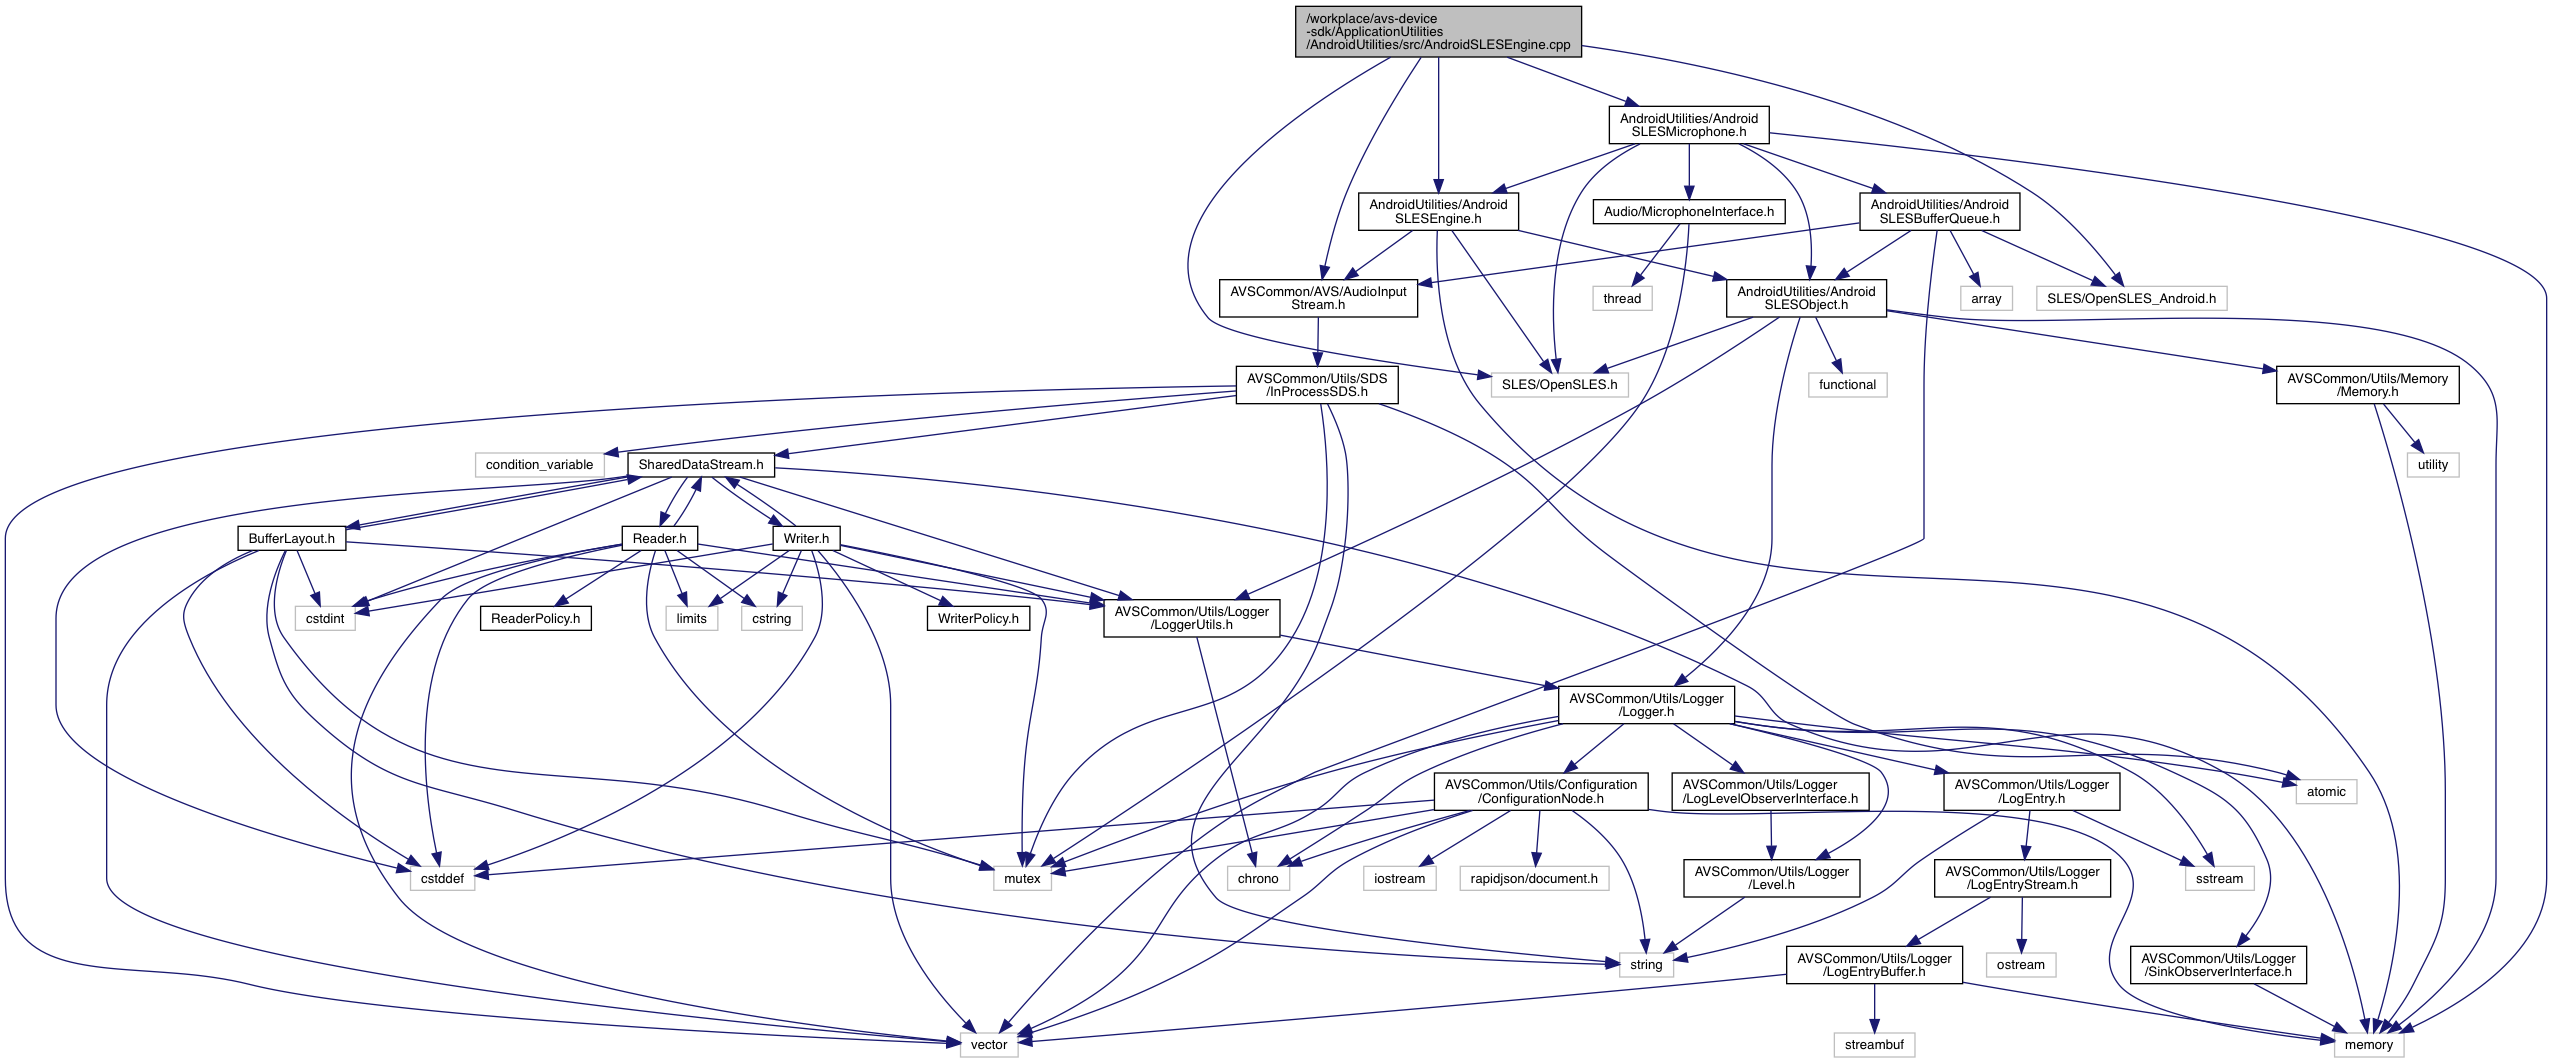 /workplace/avs-device
-sdk/ApplicationUtilities
/AndroidUtilities/src/AndroidSLESEngine.cpp
AndroidUtilities/Android
SLESMicrophone.h
AndroidUtilities/Android
SLESEngine.h
Audio/MicrophoneInterface.h
AndroidUtilities/Android
SLESBufferQueue.h
AVSCommon/AVS/AudioInput
Stream.h
thread
AndroidUtilities/Android
SLESObject.h
array
SLES/OpenSLES_Android.h
AVSCommon/Utils/SDS
/InProcessSDS.h
SLES/OpenSLES.h
functional
AVSCommon/Utils/Memory
/Memory.h
condition_variable
SharedDataStream.h
utility
BufferLayout.h
Reader.h
Writer.h
cstdint
ReaderPolicy.h
limits
cstring
WriterPolicy.h
AVSCommon/Utils/Logger
/LoggerUtils.h
AVSCommon/Utils/Logger
/Logger.h
AVSCommon/Utils/Configuration
/ConfigurationNode.h
AVSCommon/Utils/Logger
/LogLevelObserverInterface.h
AVSCommon/Utils/Logger
/LogEntry.h
atomic
cstddef
mutex
chrono
iostream
rapidjson/document.h
AVSCommon/Utils/Logger
/Level.h
AVSCommon/Utils/Logger
/LogEntryStream.h
sstream
string
AVSCommon/Utils/Logger
/LogEntryBuffer.h
ostream
AVSCommon/Utils/Logger
/SinkObserverInterface.h
vector
streambuf
memory